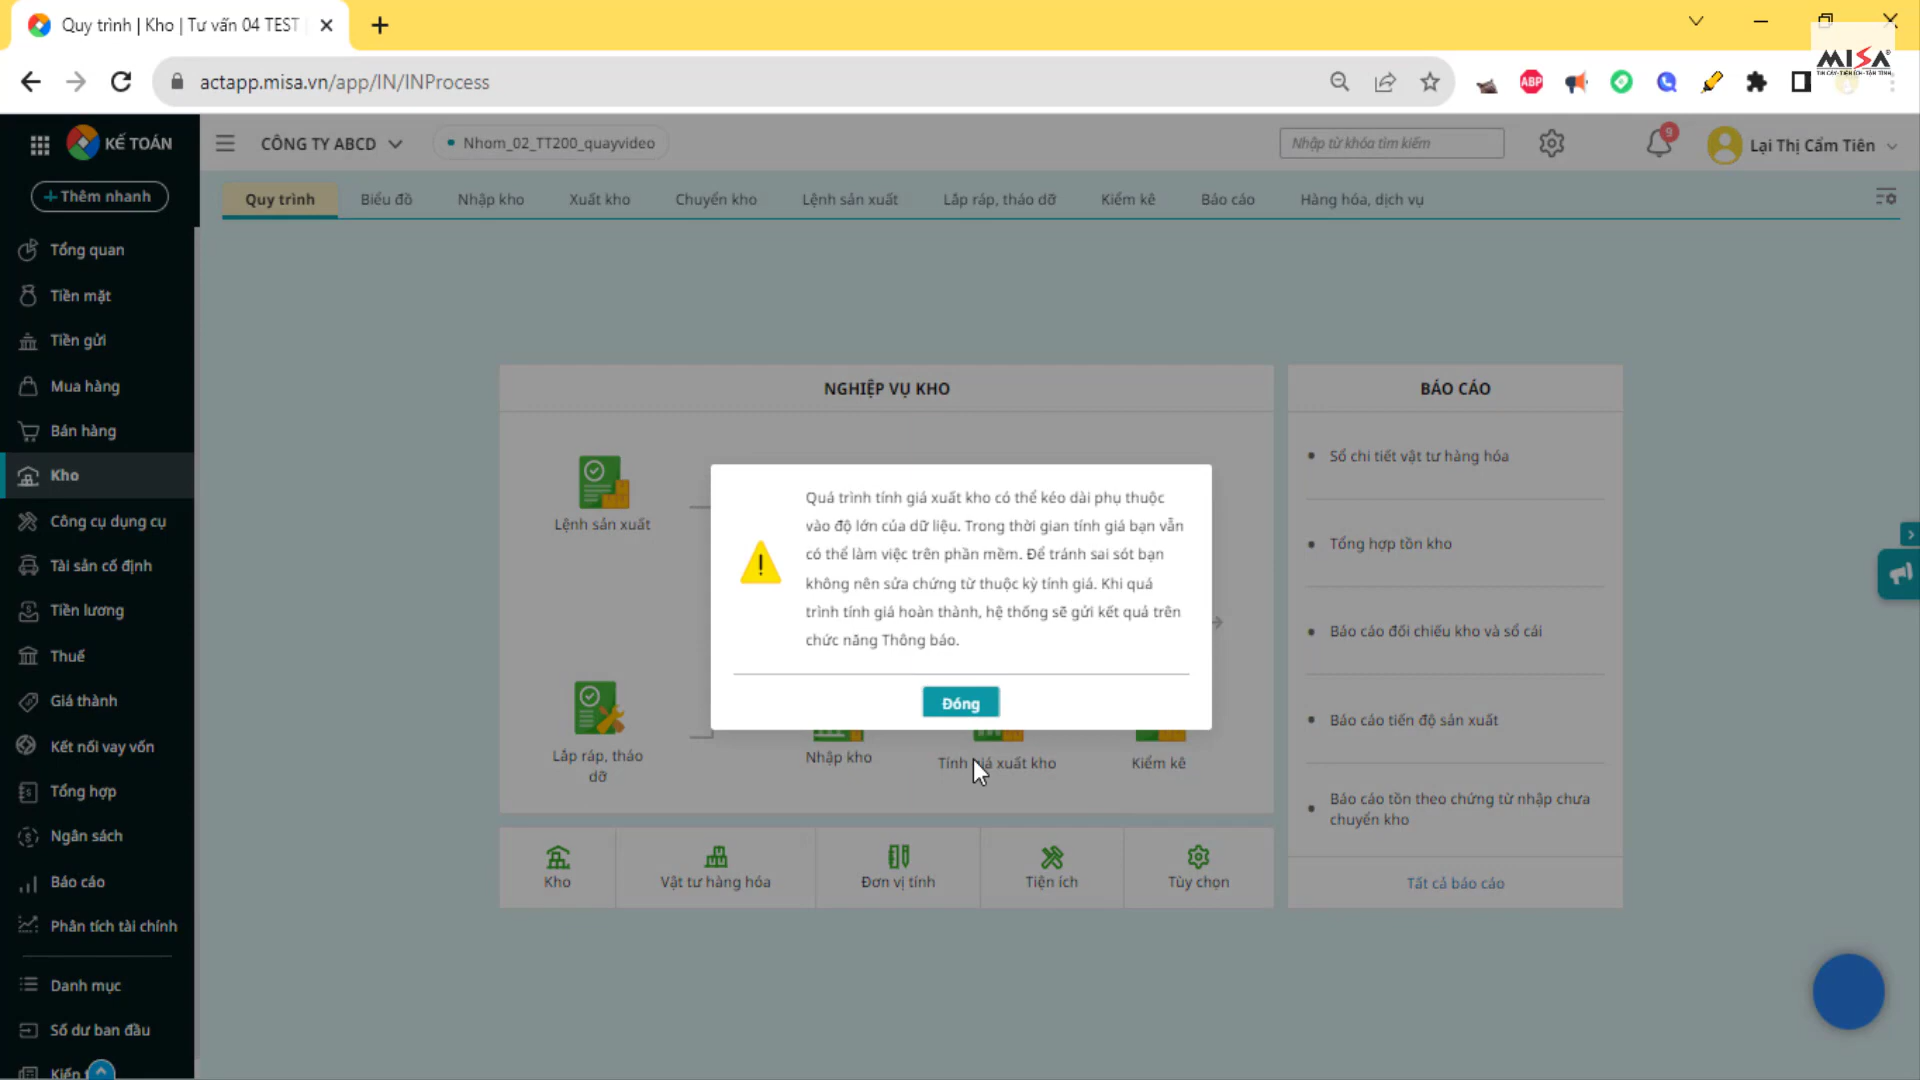 Quy trình | Kho | Tư vấn 04 TEST
actapp.misa.vn/app/IN/INProcess
ABP
MISA
TIN CẬY-TIỆN ÍCH-TẬN TÌNH
KẾ TOÁN
CÔNG TY ABCD
Nhom_02_TT200_quayvideo
Nhập từ khóa tìm kiếm
9
Lại Thị Cẩm Tiên
Thêm nhanh
Quy trình
Biểu đồ
Nhập kho
Xuất kho
Chuyển kho
Lệnh sản xuất
Lắp ráp, tháo dỡ
Kiểm kê
Báo cáo
Hàng hóa, dịch vụ
Tổng quan
Tiền mặt
Tiền gửi
Mua hàng
Bán hàng
Kho
Công cụ dụng cụ
Tài sản cố định
Tiền lương
Thuế
Giá thành
Kết nối vay vốn
Tổng hợp
Ngân sách
Báo cáo
Phân tích tài chính
Danh mục
Số dư ban đầu
NGHIỆP VỤ KHO
Lệnh sản xuất
Lắp ráp, tháo
dỡ
Nhập kho
Tính giá xuất kho
Kiểm kê
Quá trình tính giá xuất kho có thể kéo dài phụ thuộc
vào độ lớn của dữ liệu. Trong thời gian tính giá bạn vẫn
có thể làm việc trên phần mềm. Để tránh sai sót bạn
không nên sửa chứng từ thuộc kỳ tính giá. Khi quá
trình tính giá hoàn thành, hệ thống sẽ gửi kết quả trên
chức năng Thông báo.
Đóng
Kho
Vật tư hàng hóa
Đơn vị tính
Tiện ích
Tùy chọn
BÁO CÁO
Sổ chi tiết vật tư hàng hóa
Tổng hợp tồn kho
Báo cáo đối chiếu kho và sổ cái
Báo cáo tiến độ sản xuất
Báo cáo tồn theo chứng từ nhập chưa
chuyển kho
Tất cả báo cáo